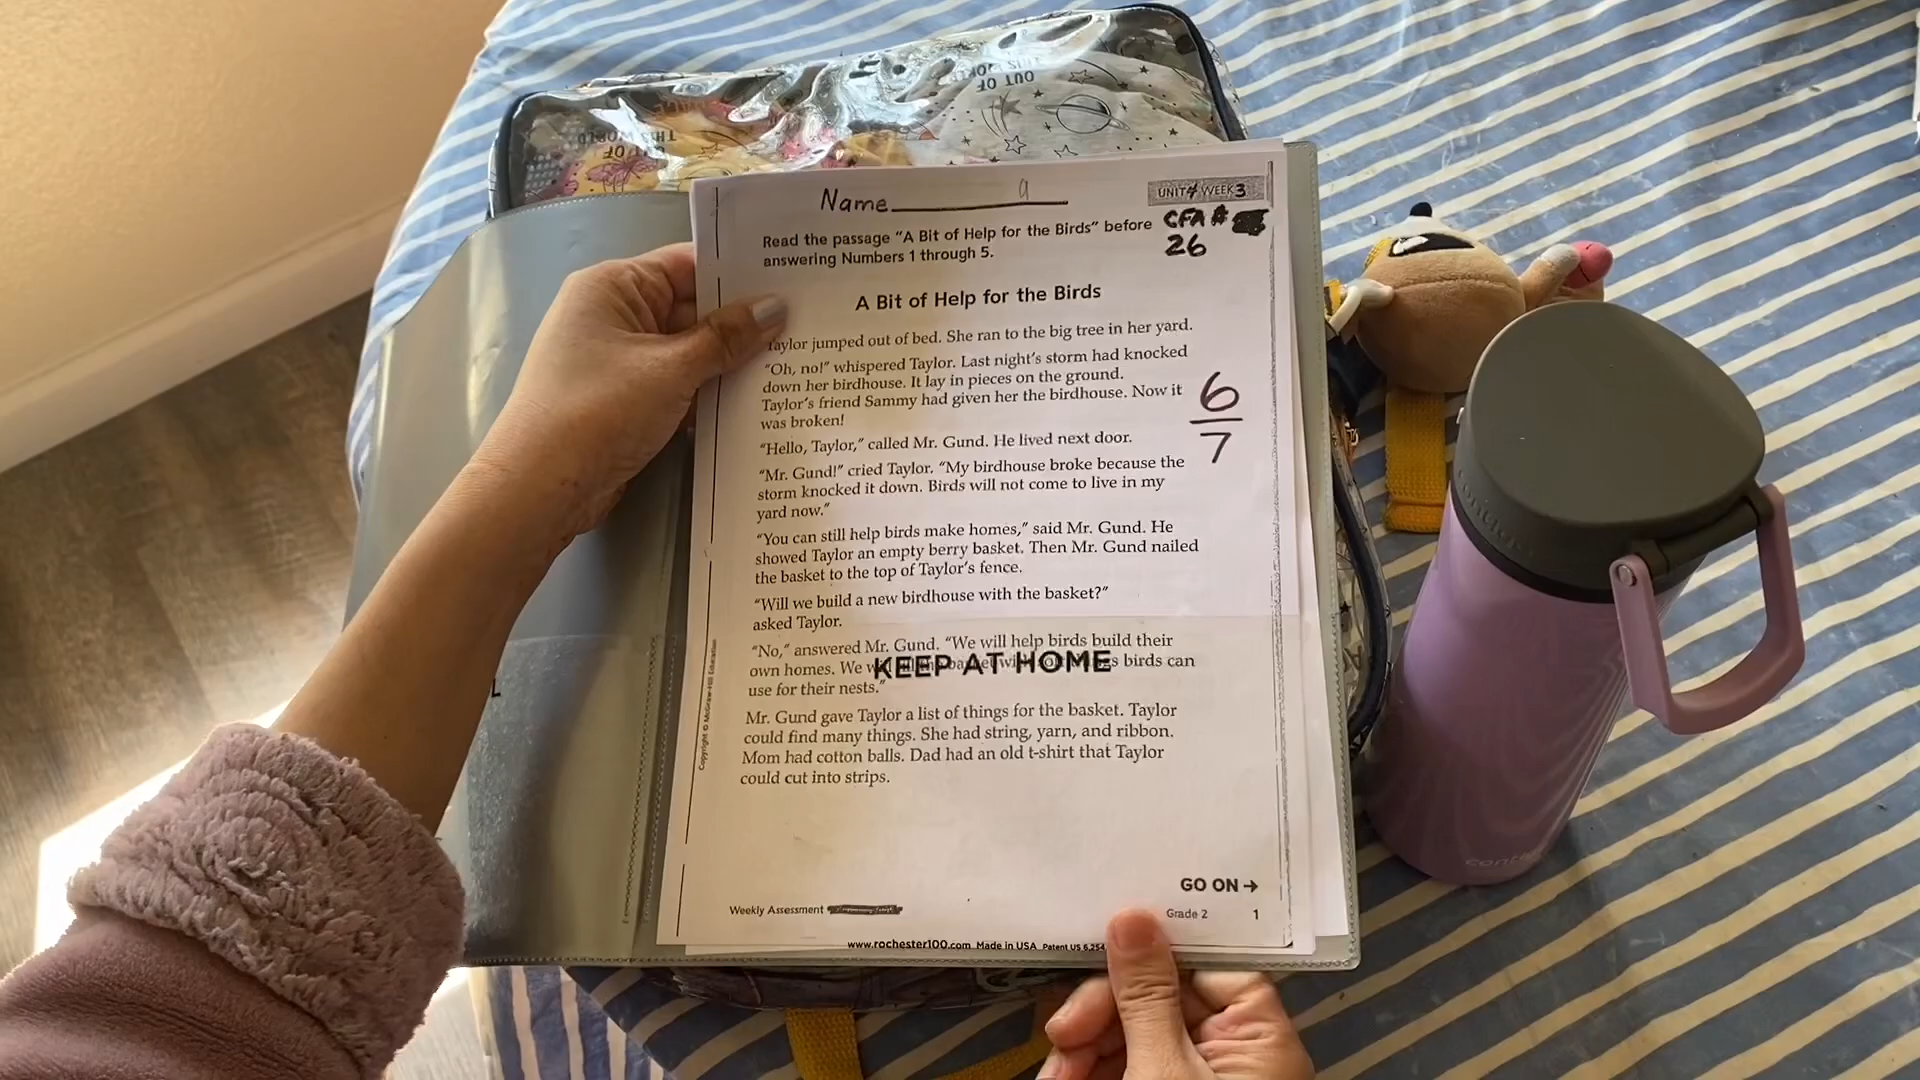 OUT OF
THIS WORLD
OUT OF
Name a
UNIT 4 WEEK 3
CFA #
26
Read the passage "A Bit of Help for the Birds" before
answering Numbers 1 through 5.
A Bit of Help for the Birds
Taylor jumped out of bed. She ran to the big tree in her yard.
"Oh, no!" whispered Taylor. Last night's storm had knocked
down her birdhouse. It lay in pieces on the ground.
Taylor's friend Sammy had given her the birdhouse. Now it
was broken!
6
7
"Hello, Taylor," called Mr. Gund. He lived next door.
"Mr. Gund!" cried Taylor. "My birdhouse broke because the
storm knocked it down. Birds will not come to live in my
yard now."
"You can still help birds make homes," said Mr. Gund. He
showed Taylor an empty berry basket. Then Mr. Gund nailed
the basket to the top of Taylor's fence.
"Will we build a new birdhouse with the basket?"
asked Taylor.
"No," answered Mr. Gund. "We will help birds build their
own homes. We birds can
KEEP AT HOME
use for their nests."
Mr. Gund gave Taylor a list of things for the basket. Taylor
could find many things. She had string, yarn, and ribbon.
Mom had cotton balls. Dad had an old t-shirt that Taylor
could cut into strips.
Copyright © McGraw-Hill Education
GO ON →
Weekly Assessment
Grade 2 1
www.rochester100.com Made in USA Patent US 6,254
contigo